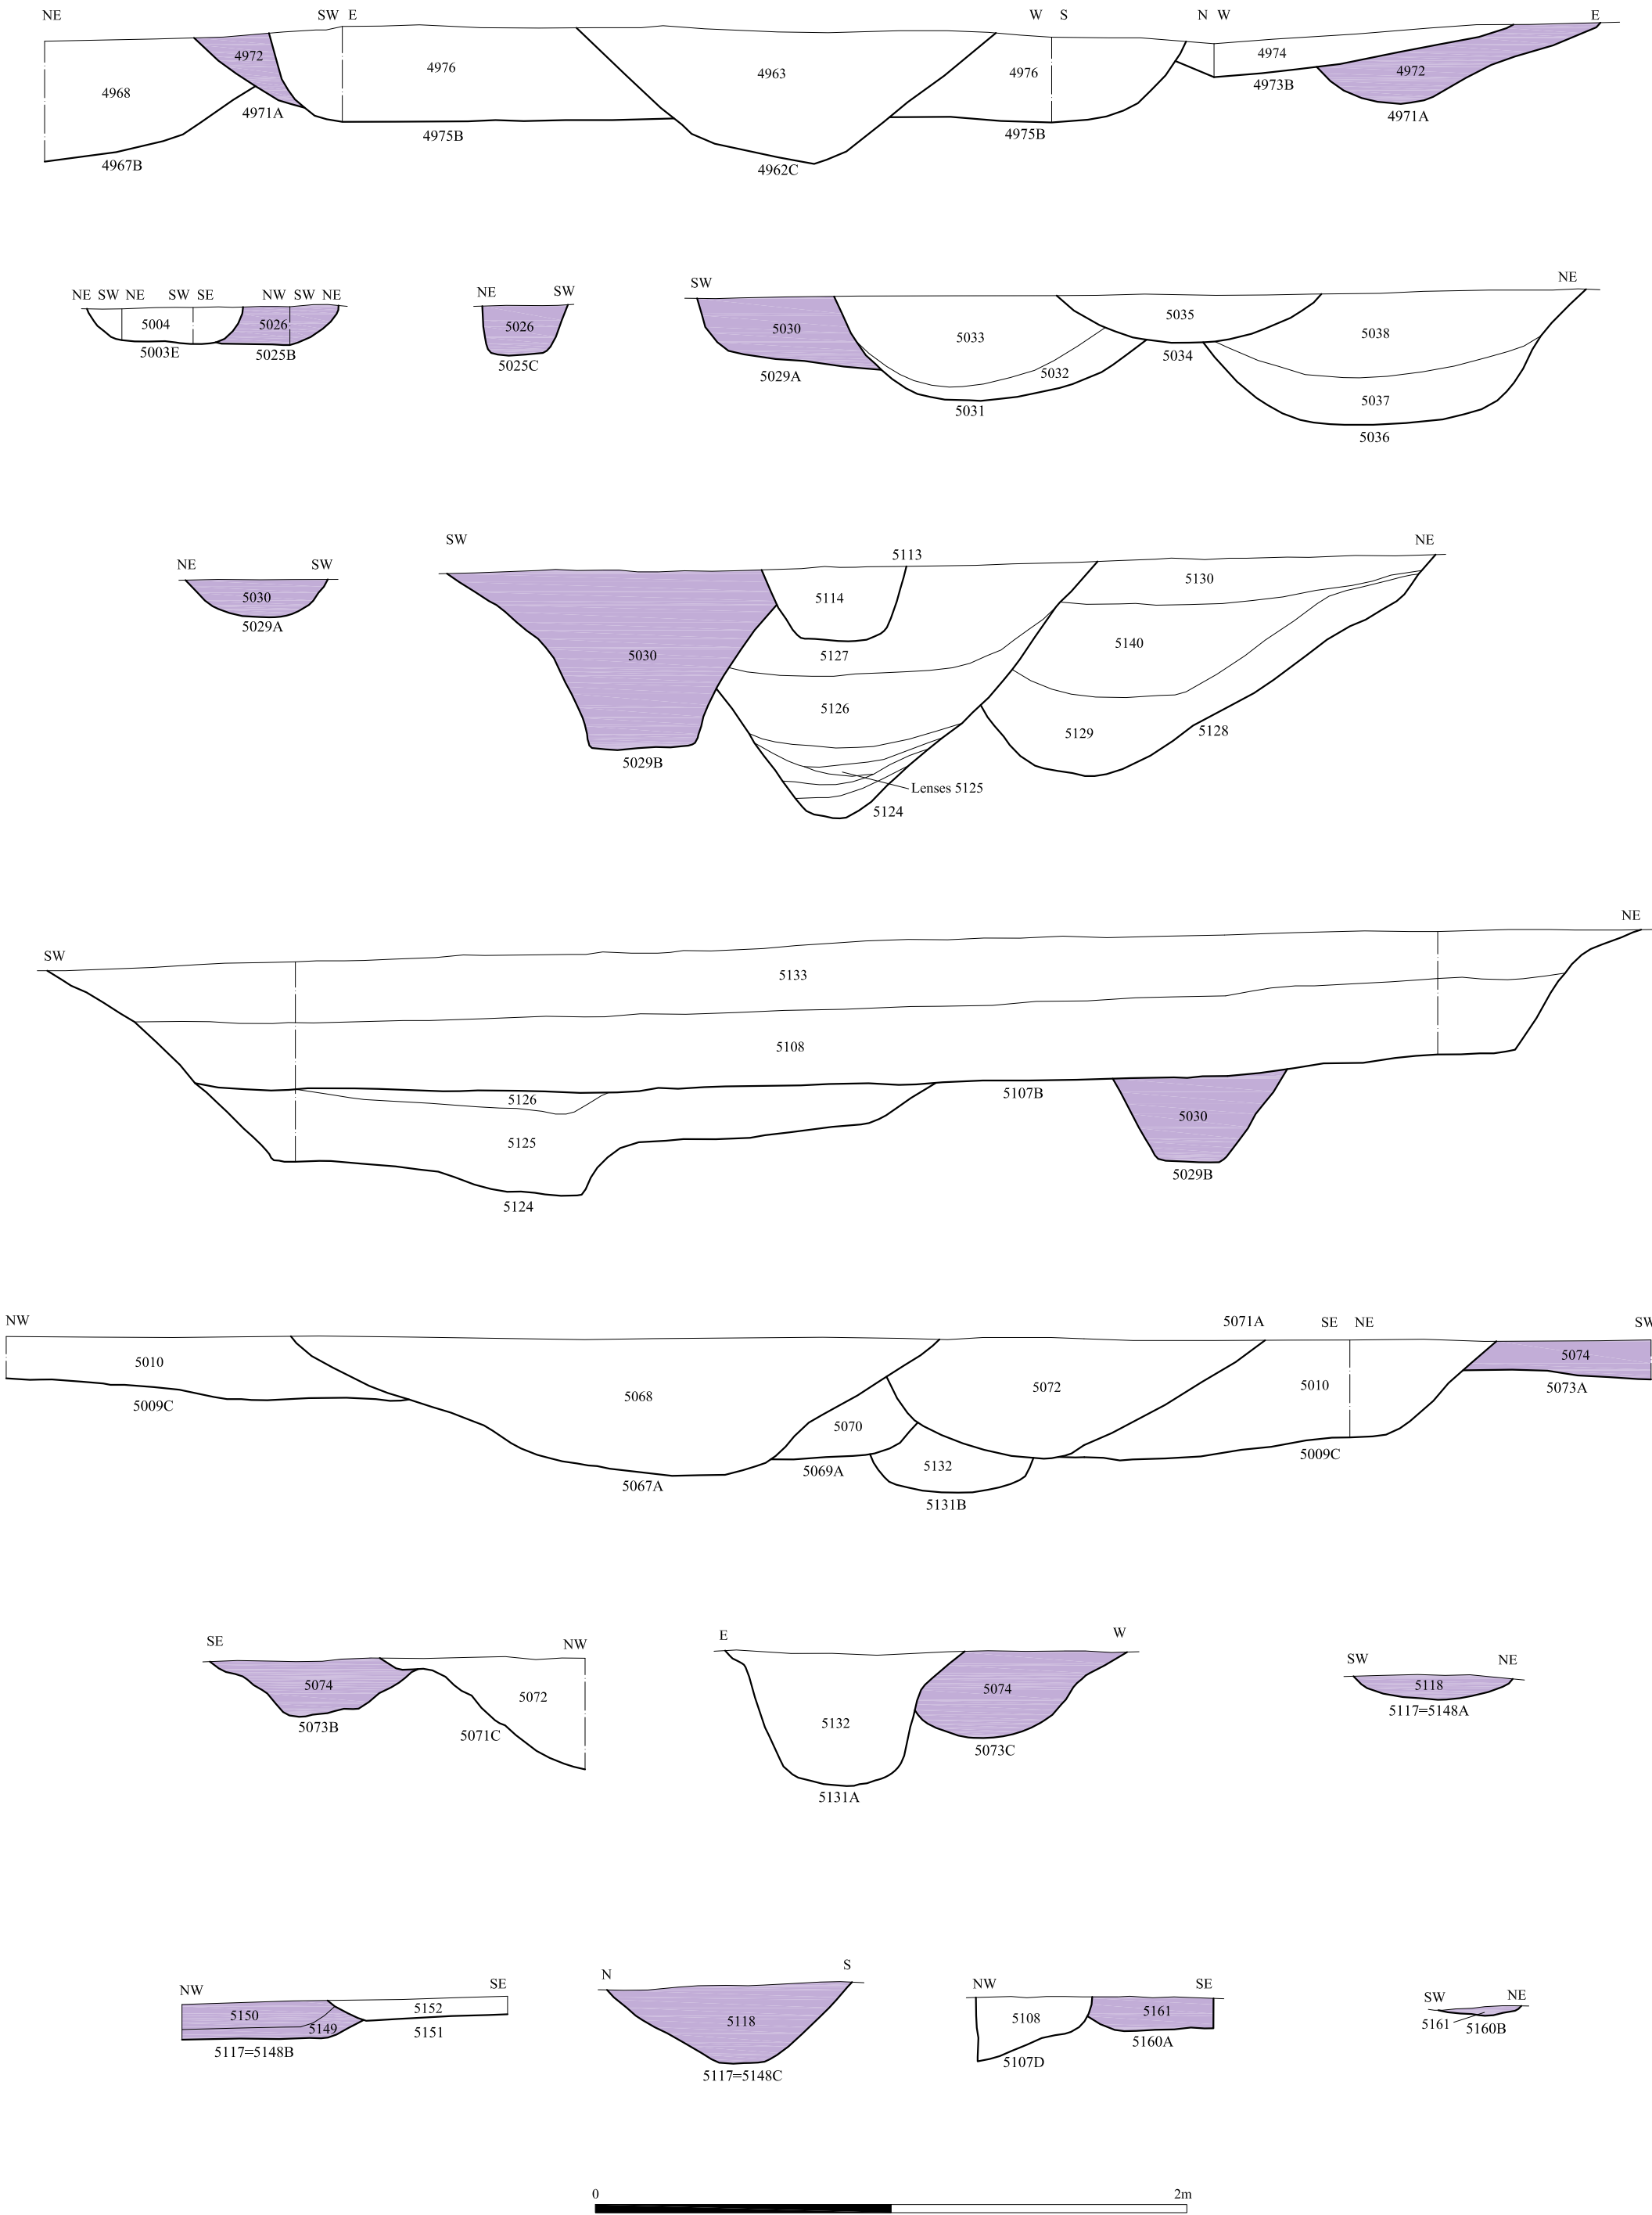 NE SW E W S N W E
4968 4972 4976 4963 4976 4974 4972
4967B 4971A 4975B 4962C 4975B 4973B 4971A
NE SW NE SW SE NW SW NE
5004 5026
5003E 5025B
NE SW
5026
5025C
SW NE
5030 5033 5035 5038
5032 5037
5029A 5031 5034 5036
NE SW
5030
5029A
SW 5113 NE
5114 5130
5030 5127 5140
5126 5129 5128
5029B Lenses 5125
5124
SW NE
5133
5108
5126 5107B 5030
5125
5124 5029B
NW 5071A SE NE SW
5010 5068 5072 5010 5074
5070 5132
5009C 5067A 5069A 5131B 5009C 5073A
SE NW
5074 5072
5073B 5071C
E W
5132 5074
5131A 5073C
SW NE
5118
5117=5148A
NW SE
5150 5149 5152
5117=5148B 5151
N S
5118
5117=5148C
NW SE
5108 5161
5107D 5160A
SW NE
5161 5160B
0 2m